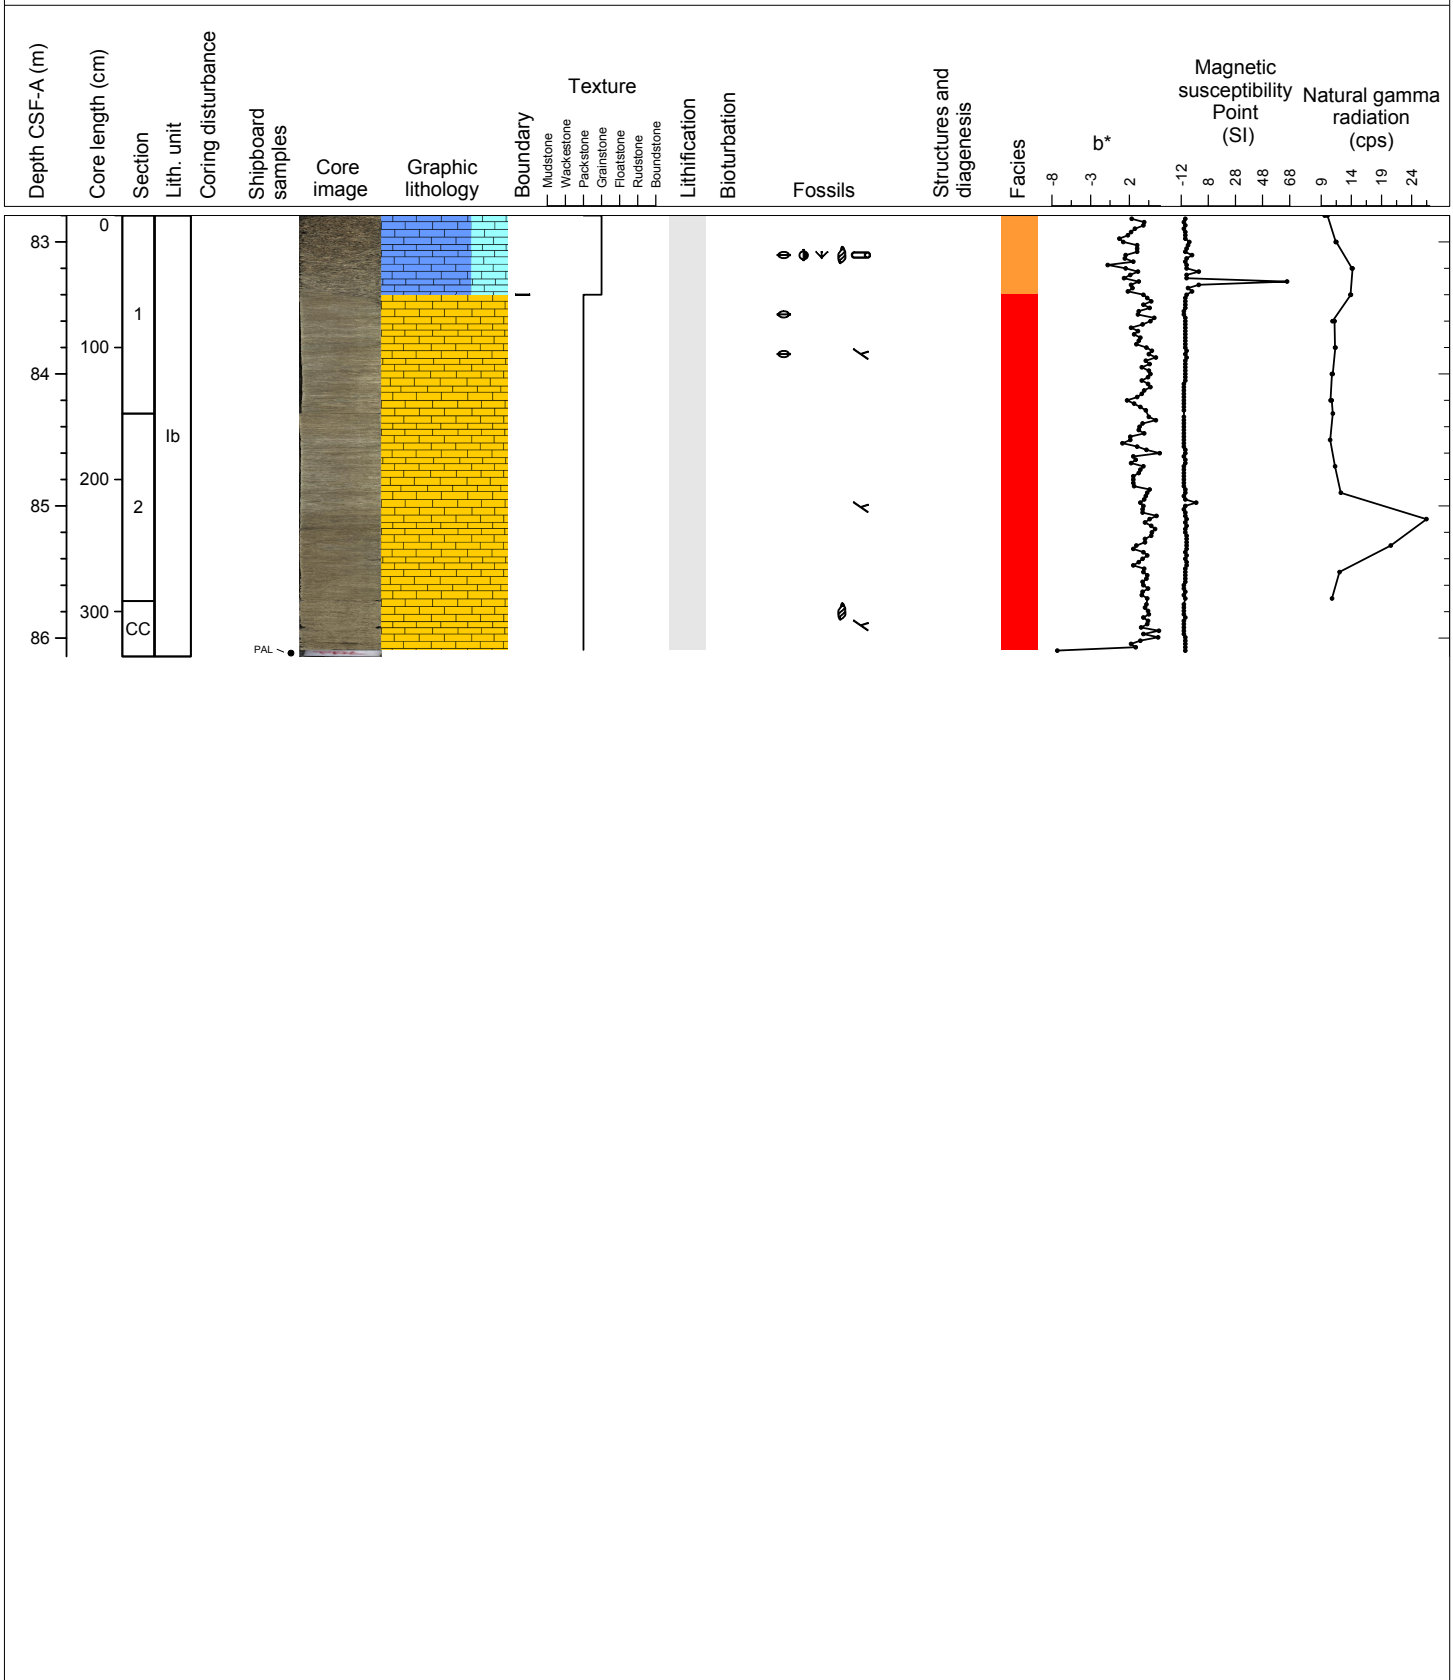 Depth CSF-A (m)
Core length (cm)
Section
Lith. unit
Coring disturbance
Shipboard
samples
Core
image
Graphic
lithology
Boundary
Texture
Mudstone
Wackestone
Packstone
Grainstone
Floatstone
Rudstone
Boundstone
Lithification
Bioturbation
Fossils
Structures and
diagenesis
Facies
b*
-8
-3
2
Magnetic
susceptibility
Point
(SI)
-12
8
28
48
68
Natural gamma
radiation
(cps)
9
14
19
24
83
84
85
86
0
100
200
300
1
2
CC
Ib
PAL